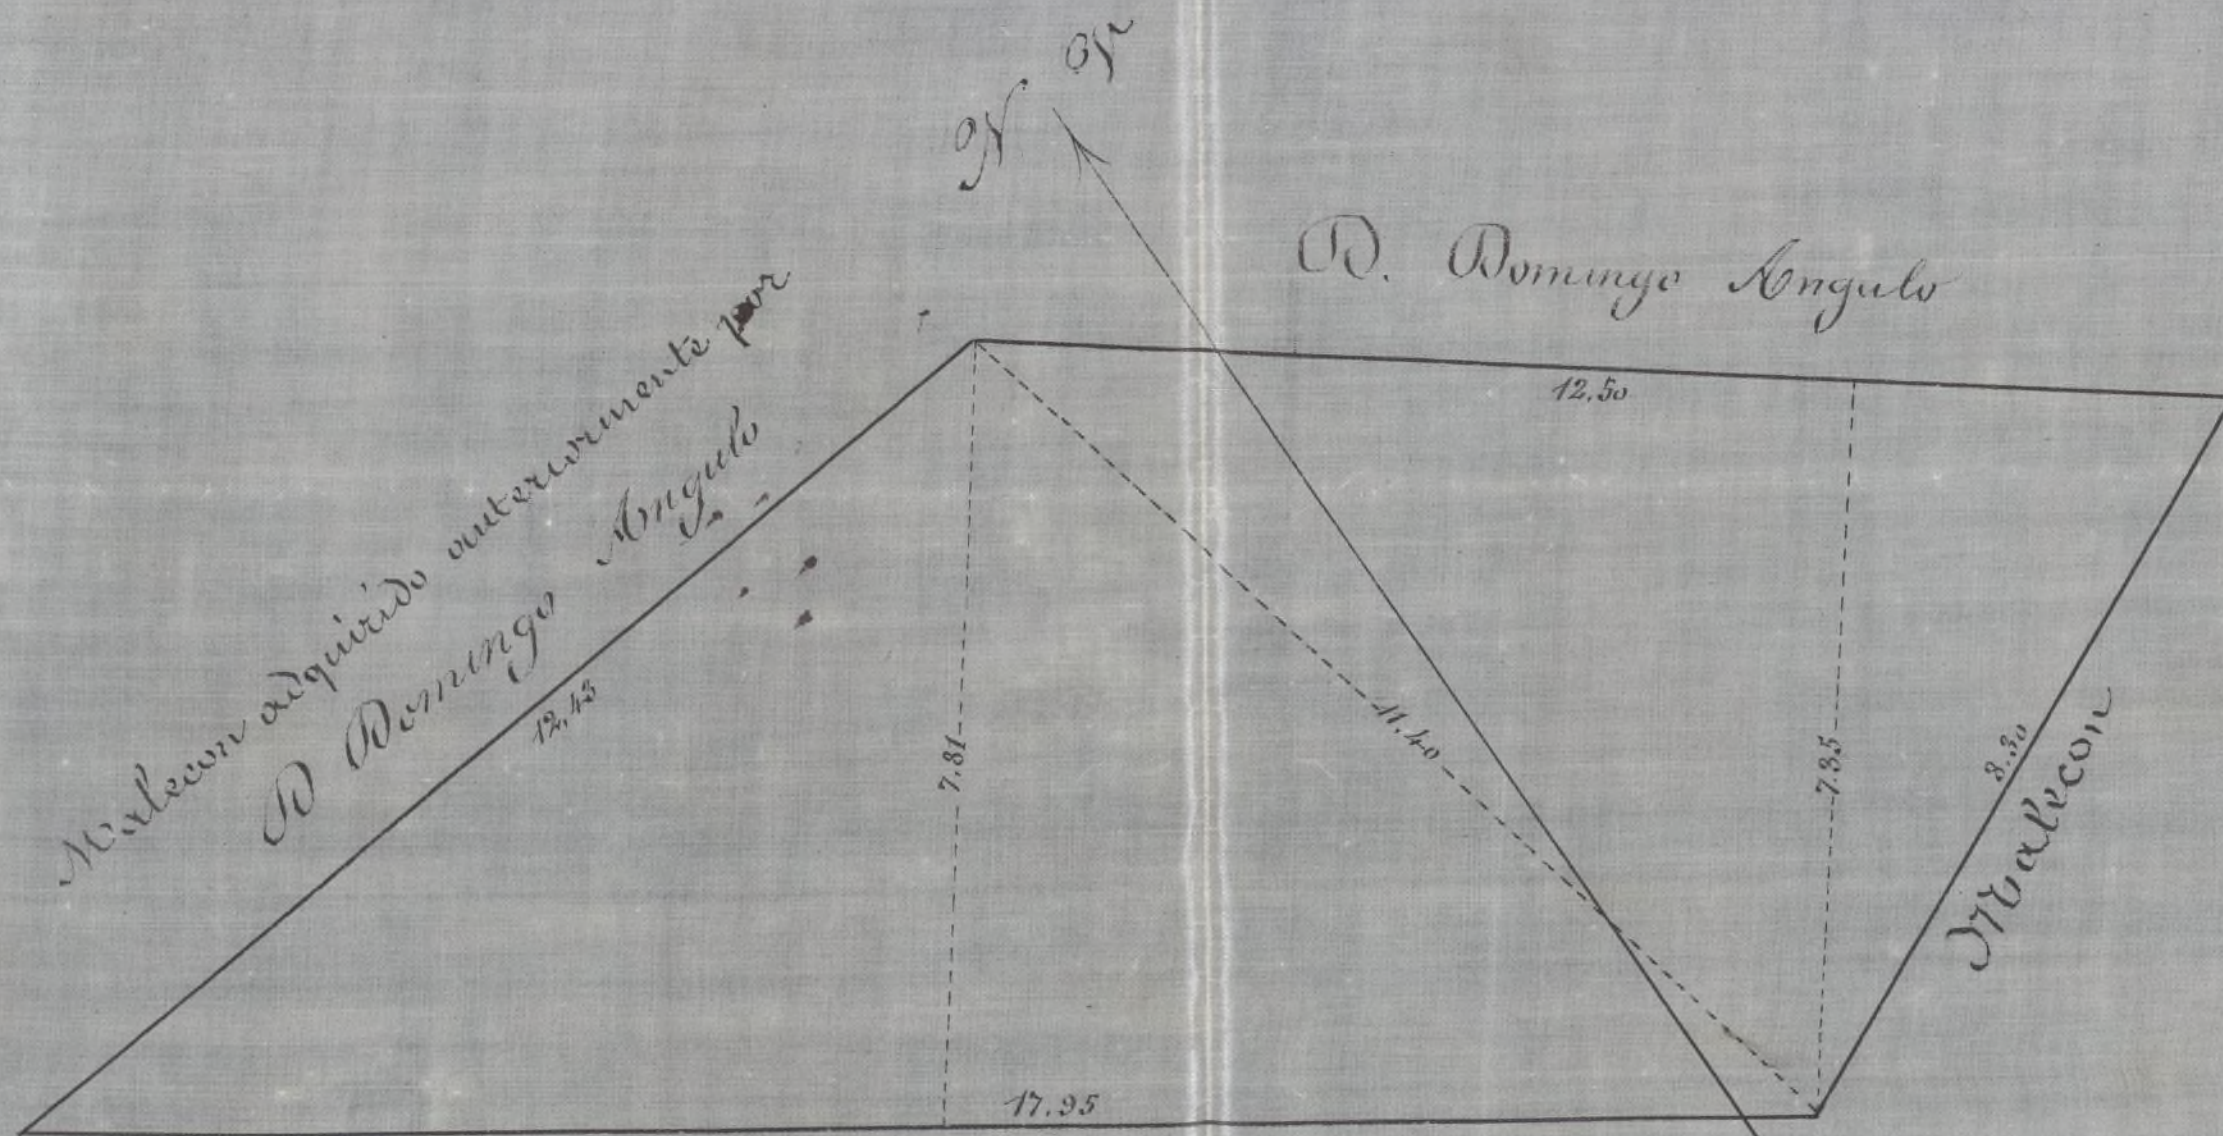 N V
D. Domingo Angulo
Malecon adquirido anteriormente por
D Domingo Angulo
12.50
12.43
7.81
11.40
7.35
8.30
Malecon
17.95